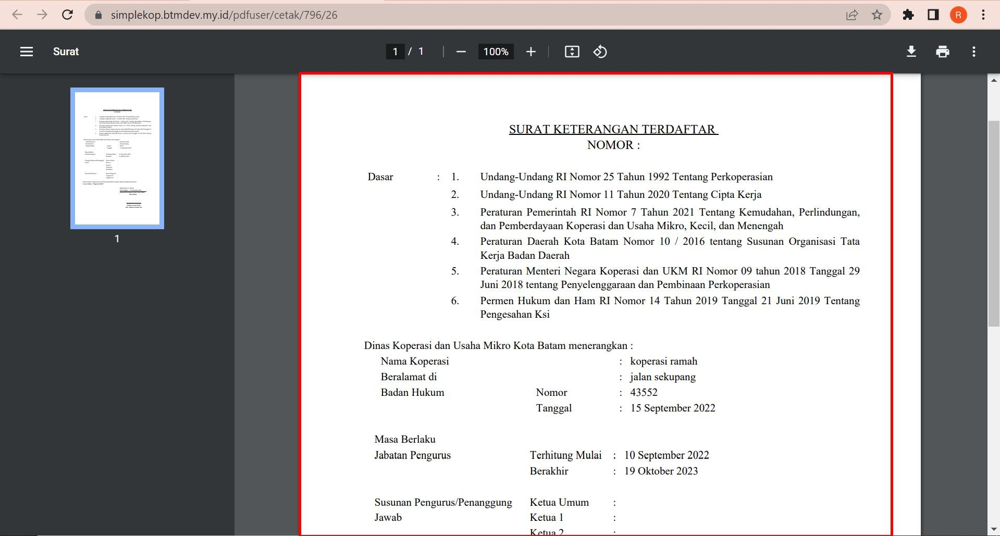 simplekop.btmdev.my.id/pdfuser/cetak/796/26
R
Surat
1 / 1
100%
1
SURAT KETERANGAN TERDAFTAR
NOMOR :
Dasar : 1. Undang-Undang RI Nomor 25 Tahun 1992 Tentang Perkoperasian
2. Undang-Undang RI Nomor 11 Tahun 2020 Tentang Cipta Kerja
3. Peraturan Pemerintah RI Nomor 7 Tahun 2021 Tentang Kemudahan, Perlindungan,
dan Pemberdayaan Koperasi dan Usaha Mikro, Kecil, dan Menengah
4. Peraturan Daerah Kota Batam Nomor 10 / 2016 tentang Susunan Organisasi Tata
Kerja Badan Daerah
5. Peraturan Menteri Negara Koperasi dan UKM RI Nomor 09 tahun 2018 Tanggal 29
Juni 2018 tentang Penyelenggaraan dan Pembinaan Perkoperasian
6. Permen Hukum dan Ham RI Nomor 14 Tahun 2019 Tanggal 21 Juni 2019 Tentang
Pengesahan Ksi
Dinas Koperasi dan Usaha Mikro Kota Batam menerangkan :
Nama Koperasi : koperasi ramah
Beralamat di : jalan sekupang
Badan Hukum Nomor : 43552
Tanggal : 15 September 2022
Masa Berlaku
Jabatan Pengurus Terhitung Mulai : 10 September 2022
Berakhir : 19 Oktober 2023
Susunan Pengurus/Penanggung Ketua Umum :
Jawab Ketua 1 :
Ketua 2 :